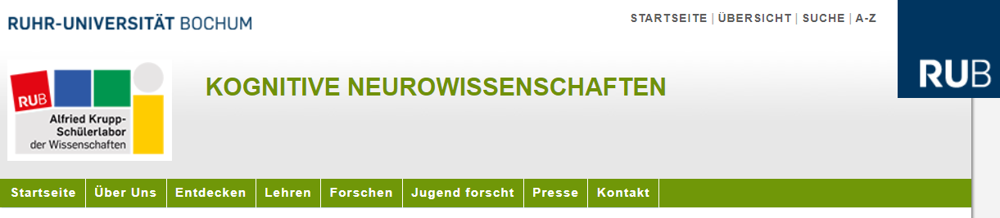 RUHR-UNIVERSITÄT BOCHUM
STARTSEITE | ÜBERSICHT | SUCHE | A-Z
RUB
RUB
Alfried Krupp-
Schülerlabor
der Wissenschaften
KOGNITIVE NEUROWISSENSCHAFTEN
Startseite Über Uns Entdecken Lehren Forschen Jugend forscht Presse Kontakt